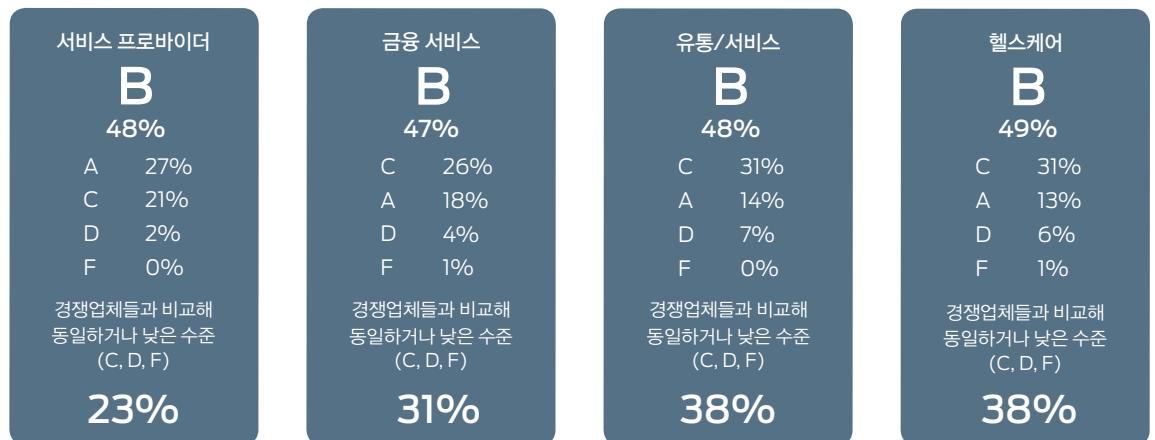 서비스 프로바이더
B
48%
A 27%
C 21%
D 2%
F 0%
경쟁업체들과 비교해
동일하거나 낮은 수준
(C, D, F)
23%
금융 서비스
B
47%
C 26%
A 18%
D 4%
F 1%
경쟁업체들과 비교해
동일하거나 낮은 수준
(C, D, F)
31%
유통/서비스
B
48%
C 31%
A 14%
D 7%
F 0%
경쟁업체들과 비교해
동일하거나 낮은 수준
(C, D, F)
38%
헬스케어
B
49%
C 31%
A 13%
D 6%
F 1%
경쟁업체들과 비교해
동일하거나 낮은 수준
(C, D, F)
38%